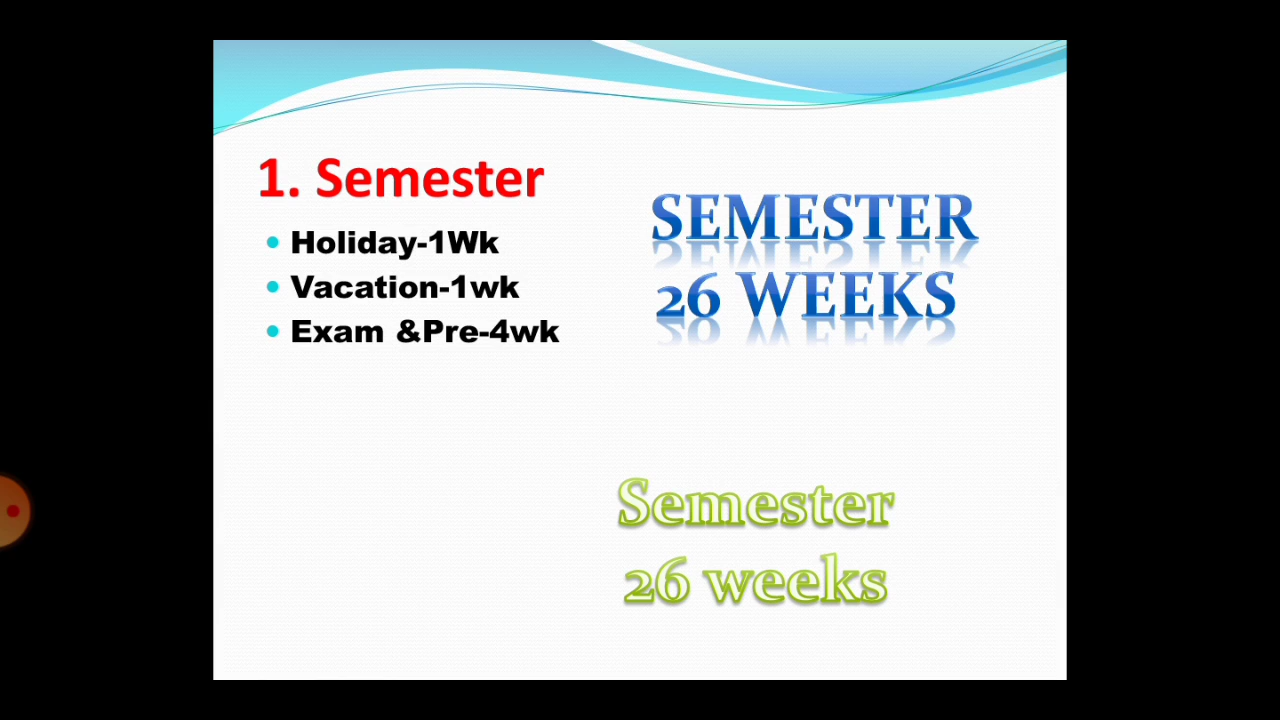 1. Semester
Holiday-1Wk
Vacation-1wk
Exam &Pre-4wk
SEMESTER
26 WEEKS
Semester
26 weeks